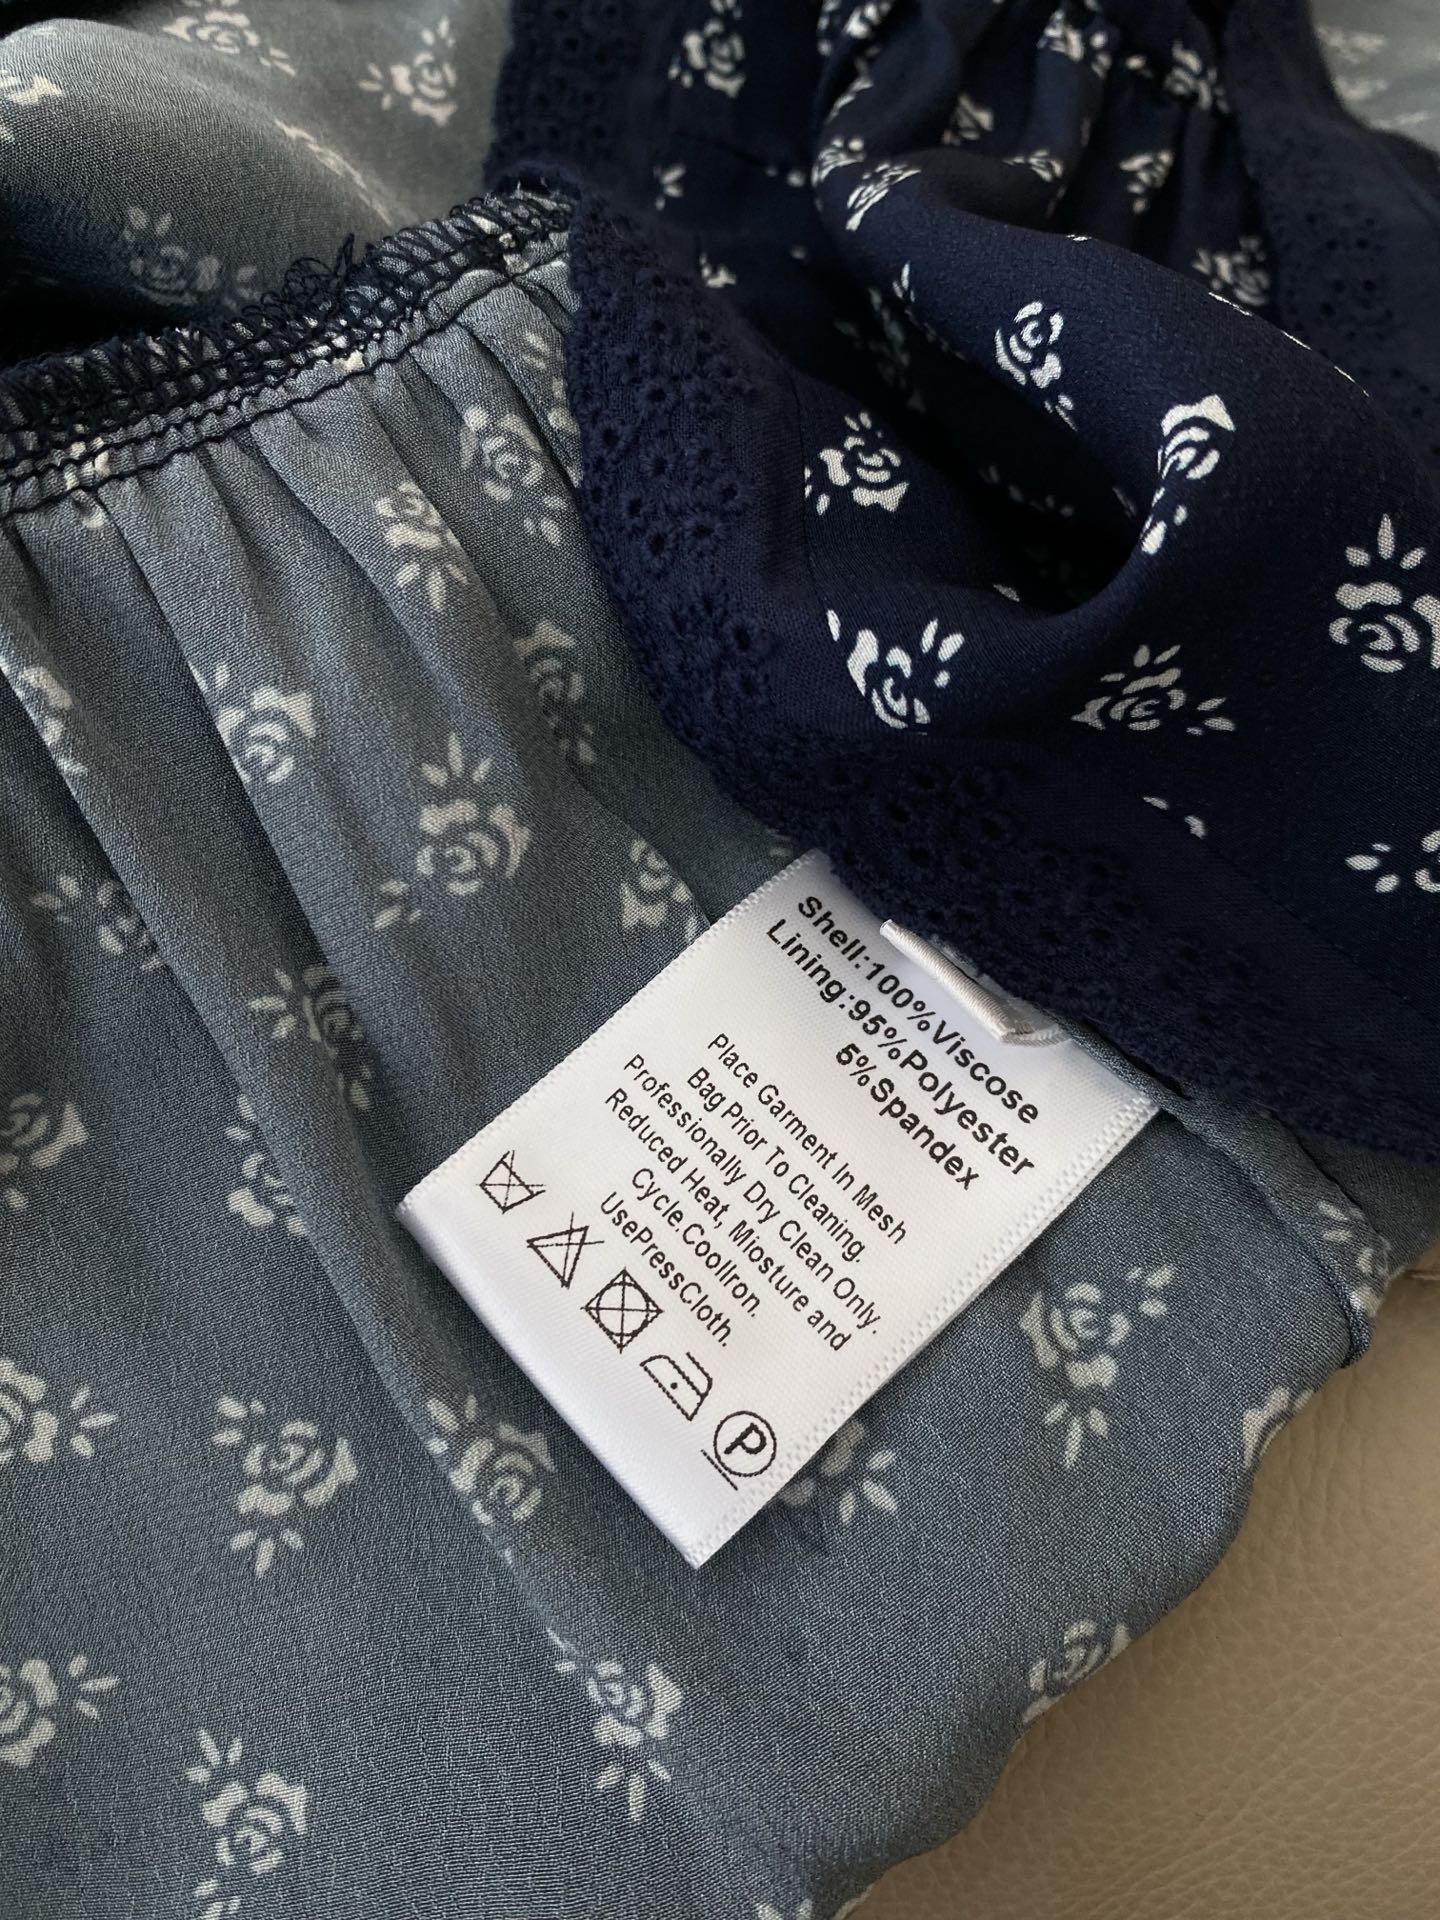 Shell:100%Viscose
Lining:95%Polyester
5%Spandex
Place Garment In Mesh
Bag Prior To Cleaning.
Professionally Dry Clean Only.
Reduced Heat, Miosture and
Cycle.CoolIron.
UsePressCloth.
P